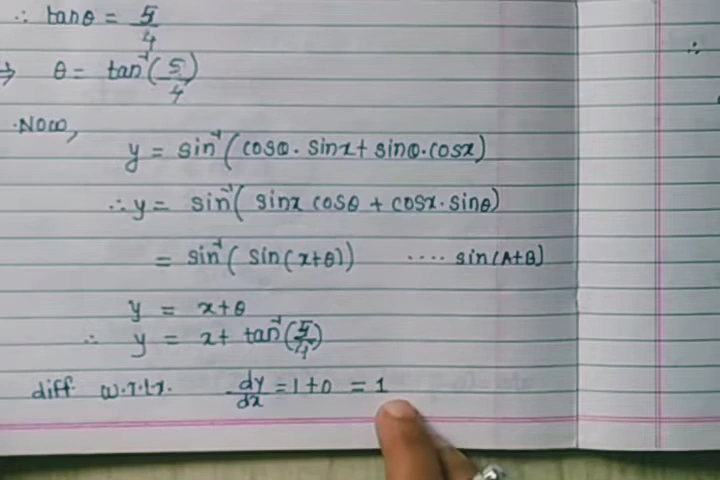 ∴ tanθ = 5/4
⇒ θ = tan⁻¹(5/4)
Now,
y = sin⁻¹(cosθ. sinx + sinθ.cosx)
∴ y = sin⁻¹( sinx cosθ + cosx. sinθ)
= sin⁻¹( sin(x+θ)) .... sin(A+B)
y = x+θ
∴ y = x+ tan⁻¹(5/4)
diff w.r.t.x. dy/dx = 1+0 = 1
∴